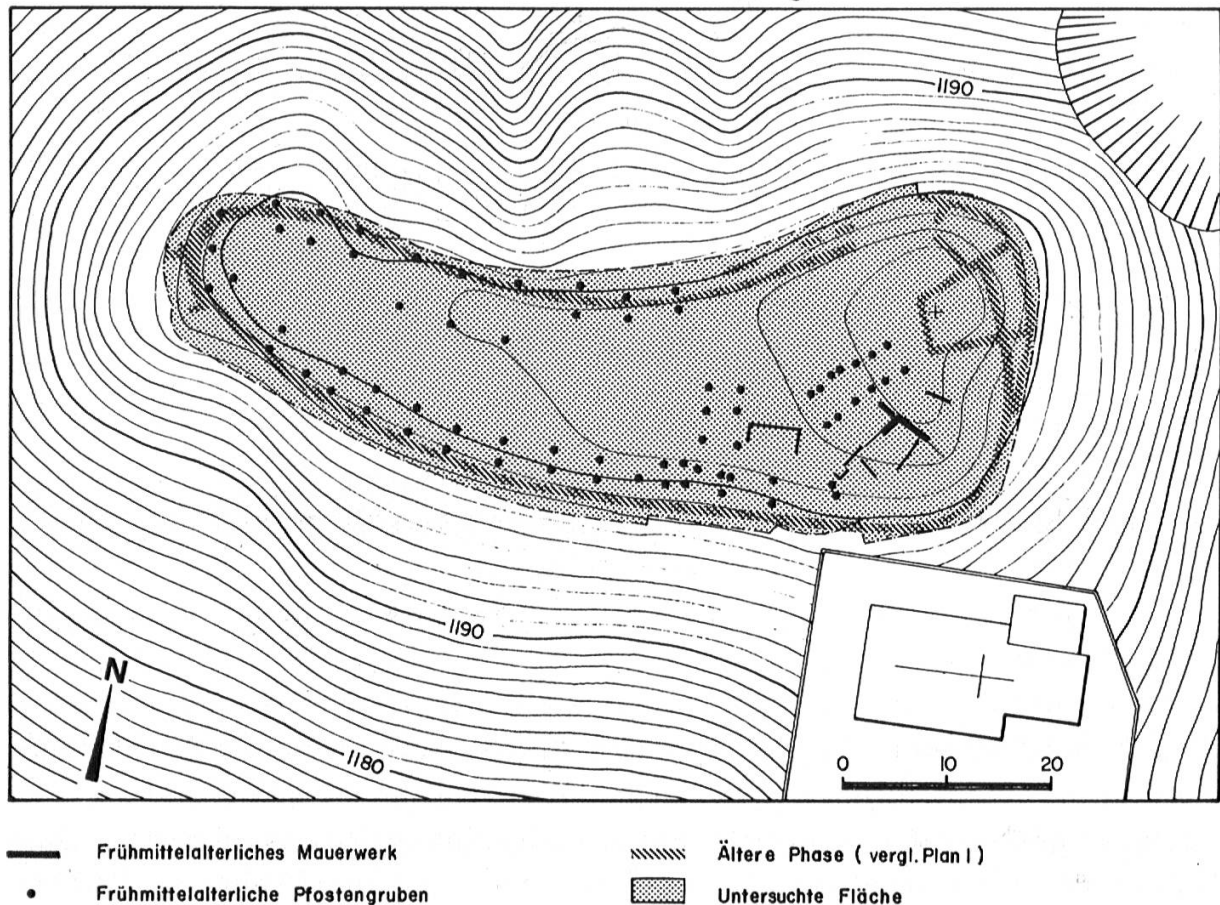 1190
1190
N
1180
0 10 20
Frühmittelalterliches Mauerwerk
Ältere Phase ( vergl. Plan I )
Frühmittelalterliche Pfostengruben
Untersuchte Fläche